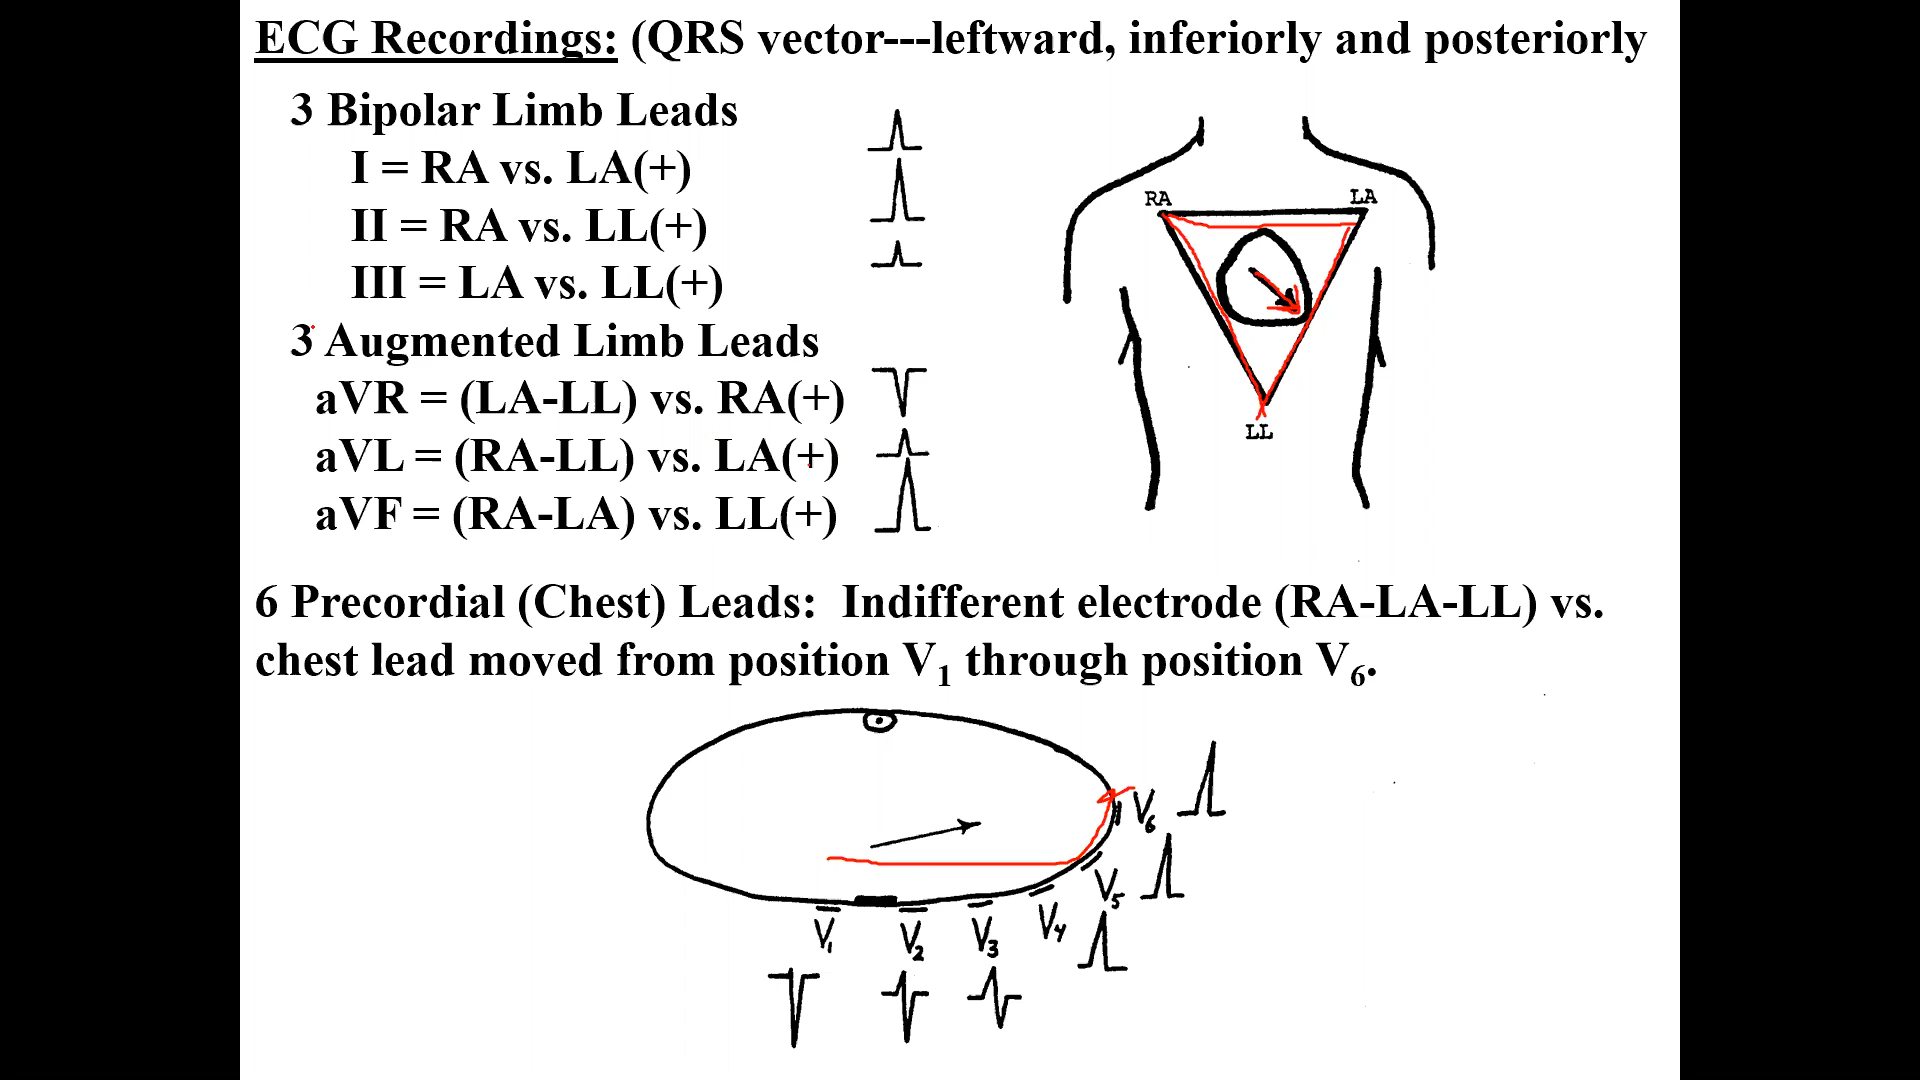 ECG Recordings: (QRS vector---leftward, inferiorly and posteriorly
3 Bipolar Limb Leads
I = RA vs. LA(+)
II = RA vs. LL(+)
III = LA vs. LL(+)
3 Augmented Limb Leads
aVR = (LA-LL) vs. RA(+)
aVL = (RA-LL) vs. LA(+)
aVF = (RA-LA) vs. LL(+)
RA LA
LL
6 Precordial (Chest) Leads:  Indifferent electrode (RA-LA-LL) vs.
chest lead moved from position V1 through position V6.
V6
V5
V1 V2 V3 V4